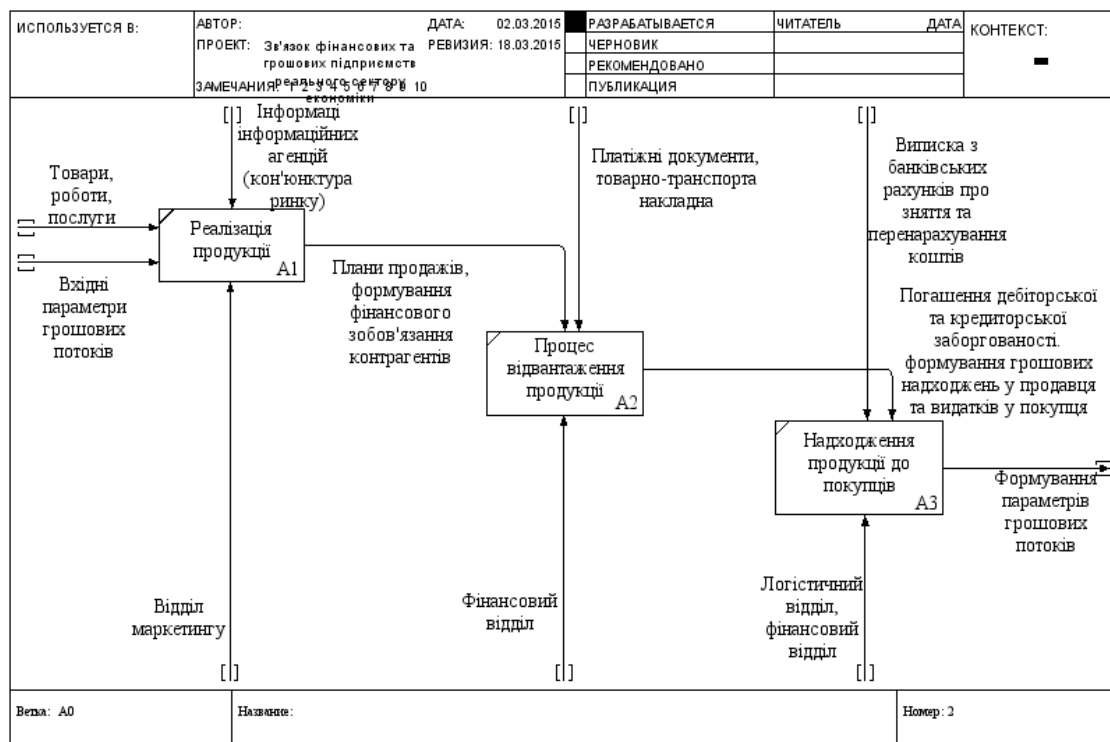 ИСПОЛЬЗУЕТСЯ В:
АВТОР:
ДАТА: 02.03.2015
ПРОЕКТ: Зв'язок фінансових та
грошових підприємств
реального сектору
економіки
РЕВИЗИЯ: 18.03.2015
ЗАМЕЧАНИЯ: 1 2 3 4 5 6 7 8 9 10
РАЗРАБАТЫВАЕТСЯ
ЧЕРНОВИК
РЕКОМЕНДОВАНО
ПУБЛИКАЦИЯ
ЧИТАТЕЛЬ
ДАТА
КОНТЕКСТ:
Інформаці
інформаційних
агенцій
(кон'юнктура
ринку)
Товари,
роботи,
послуги
Вхідні
параметри
грошових
потоків
Реалізація
продукції
A1
Плани продажів,
формування
фінансового
зобов'язання
контрагентів
Платіжні документи,
товарно-транспорта
накладна
Процес
відвантаження
продукції
A2
Виписка з
банківських
рахунків про
зняття та
перенарахування
коштів
Погашення дебіторської
та кредиторської
заборгованості.
формування грошових
надходжень у продавця
та видатків у покупця
Надходження
продукції до
покупців
A3
Формування
параметрів
грошових
потоків
Відділ
маркетингу
Фінансовий
відділ
Логістичний
відділ,
фінансовий
відділ
Ветка: A0
Название:
Номер: 2